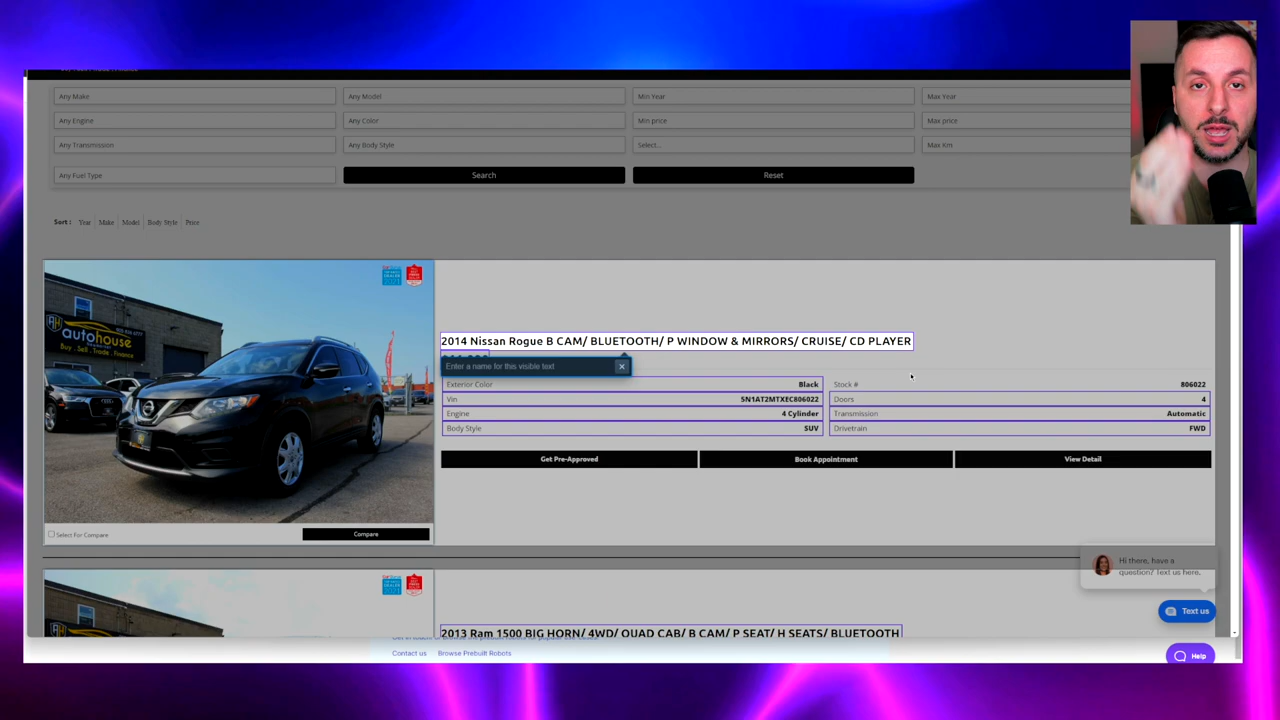 Any Make Any Model Min Year Max Year
Any Engine Any Color Min price Max price
Any Transmission Any Body Style Select... Max Km
Any Fuel Type Search Reset
Sort : Year Make Model Body Style Price
autohouse
Buy . Sell . Trade . Finance
2014 Nissan Rogue B CAM/ BLUETOOTH/ P WINDOW & MIRRORS/ CRUISE/ CD PLAYER
Enter a name for this visible text
Exterior Color Black Stock # 806022
Vin 5N1AT2MTXEC806022 Doors 4
Engine 4 Cylinder Transmission Automatic
Body Style SUV Drivetrain FWD
Get Pre-Approved Book Appointment View Detail
Select For Compare Compare
Hi there, have a
question? Text us here.
Text us
2013 Ram 1500 BIG HORN/ 4WD/ QUAD CAB/ B CAM/ P SEAT/ H SEATS/ BLUETOOTH
Contact us Browse Prebuilt Robots
Help